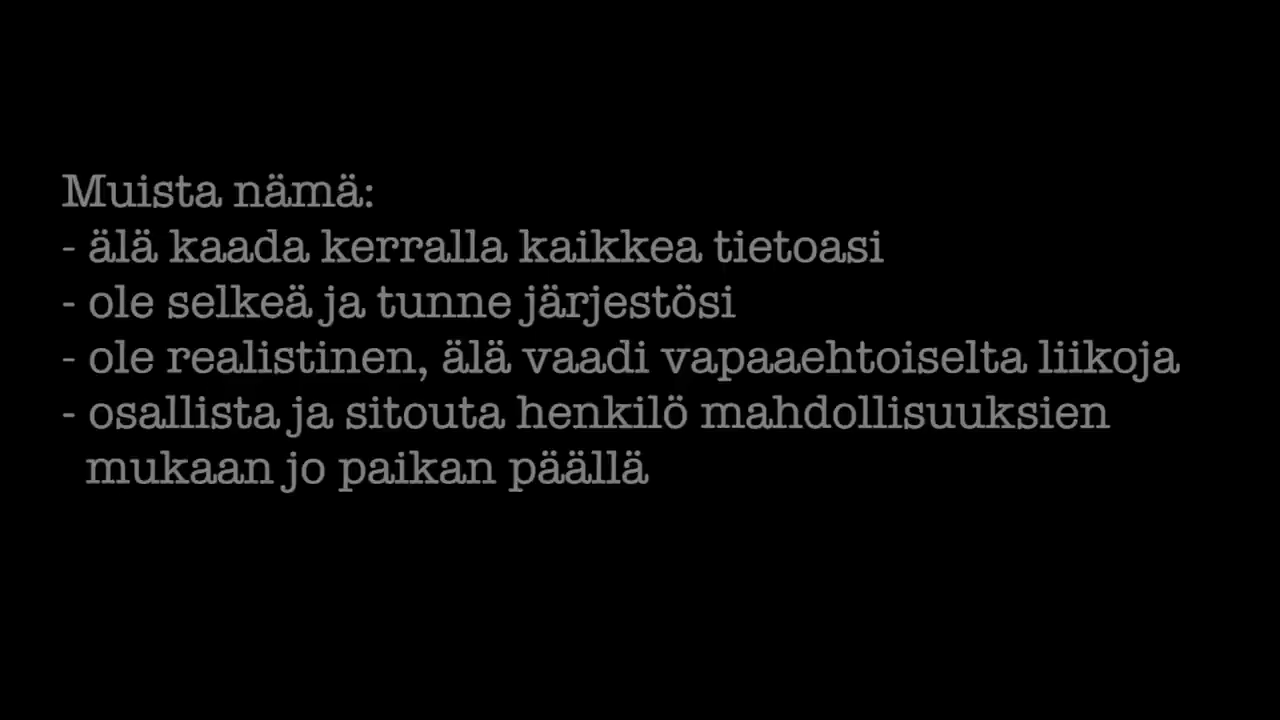 Muista nämä:
- älä kaada kerralla kaikkea tietoasi
- ole selkeä ja tunne järjestösi
- ole realistinen, älä vaadi vapaaehtoiselta liikoja
- osallista ja sitouta henkilö mahdollisuuksien
mukaan jo paikan päällä